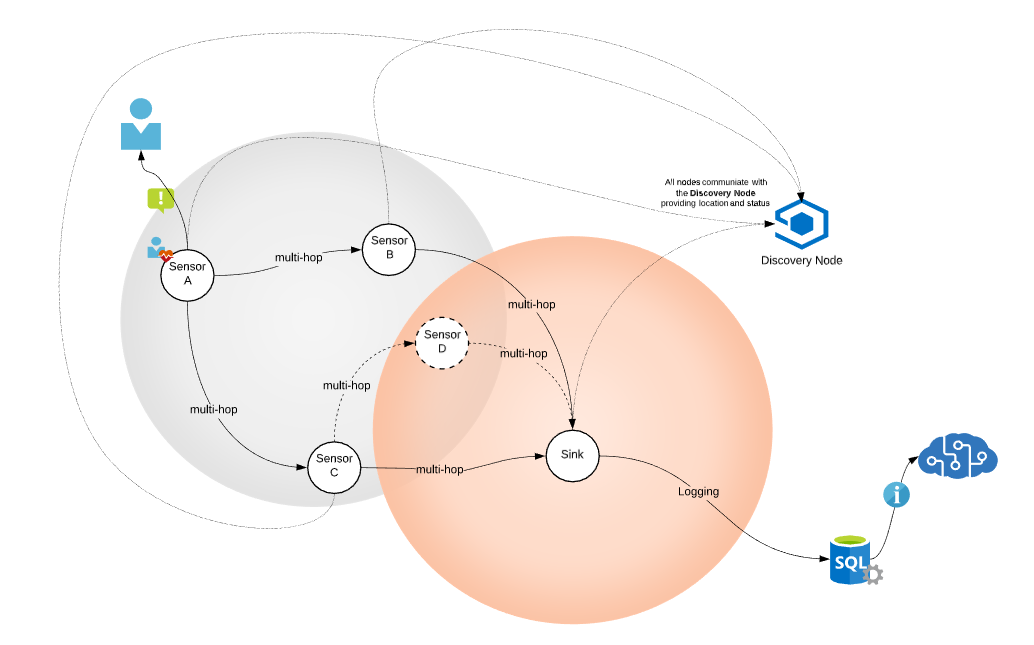 All nodes communiate with
the Discovery Node
providing location and status
Discovery Node
!
Sensor
A
multi-hop
Sensor
B
multi-hop
Sensor
D
multi-hop
multi-hop
multi-hop
Sensor
C
multi-hop
Sink
Logging
i
SQL